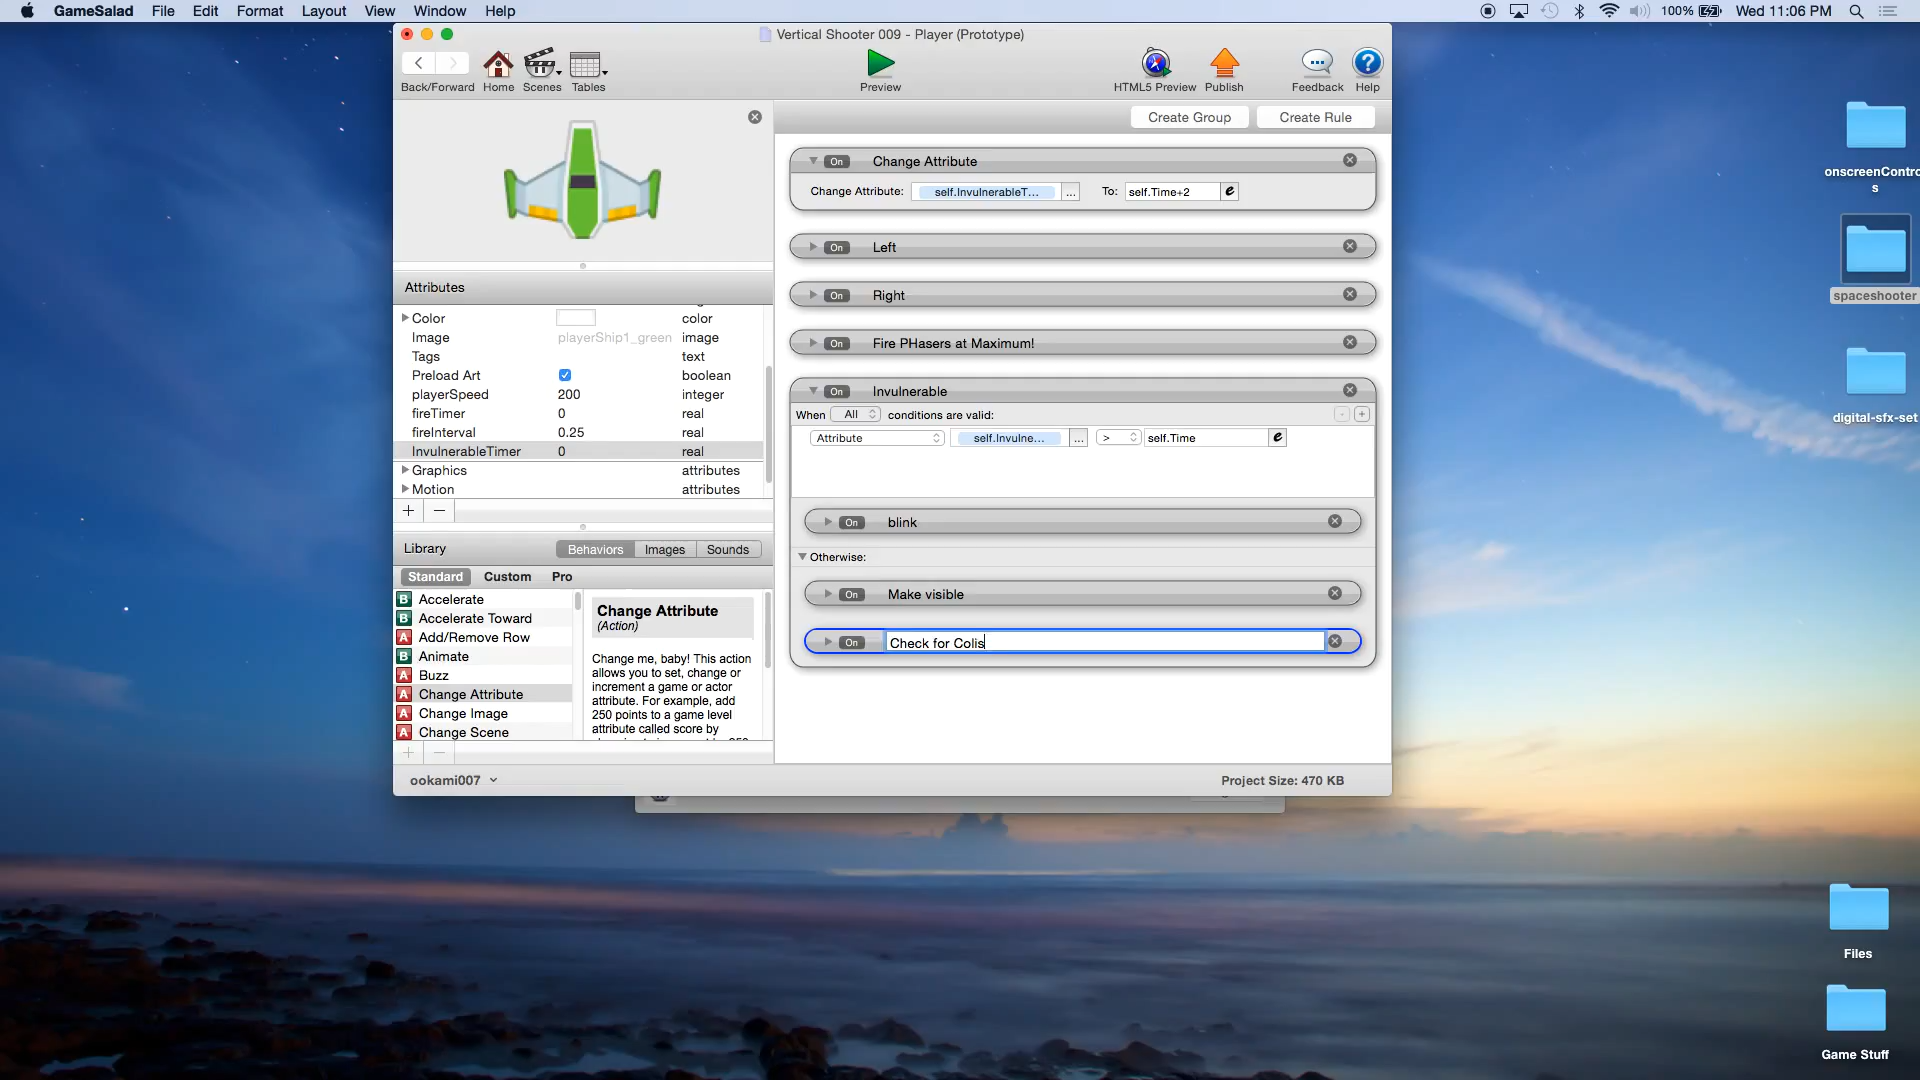 GameSalad File Edit Format Layout View Window Help
100% Wed 11:06 PM
Vertical Shooter 009 - Player (Prototype)
Back/Forward Home Scenes Tables Preview HTML5 Preview Publish Feedback Help
Create Group Create Rule
On Change Attribute
Change Attribute: self.InvulnerableT... ... To: self.Time+2 e
On Left
On Right
On Fire PHasers at Maximum!
On Invulnerable
When All conditions are valid: - +
Attribute self.Invulne... ... > self.Time e
On blink
Otherwise:
On Make visible
On Check for Colis
Attributes
Color color
Image playerShip1_green image
Tags text
Preload Art boolean
playerSpeed 200 integer
fireTimer 0 real
fireInterval 0.25 real
InvulnerableTimer 0 real
Graphics attributes
Motion attributes
+ −
Library Behaviors Images Sounds
Standard Custom Pro
B Accelerate
B Accelerate Toward
A Add/Remove Row
B Animate
A Buzz
A Change Attribute
A Change Image
A Change Scene
Change Attribute
(Action)
Change me, baby! This action
allows you to set, change or
increment a game or actor
attribute. For example, add
250 points to a game level
attribute called score by
+ −
ookami007
Project Size: 470 KB
onscreenContro
s
spaceshooter
digital-sfx-set
Files
Game Stuff